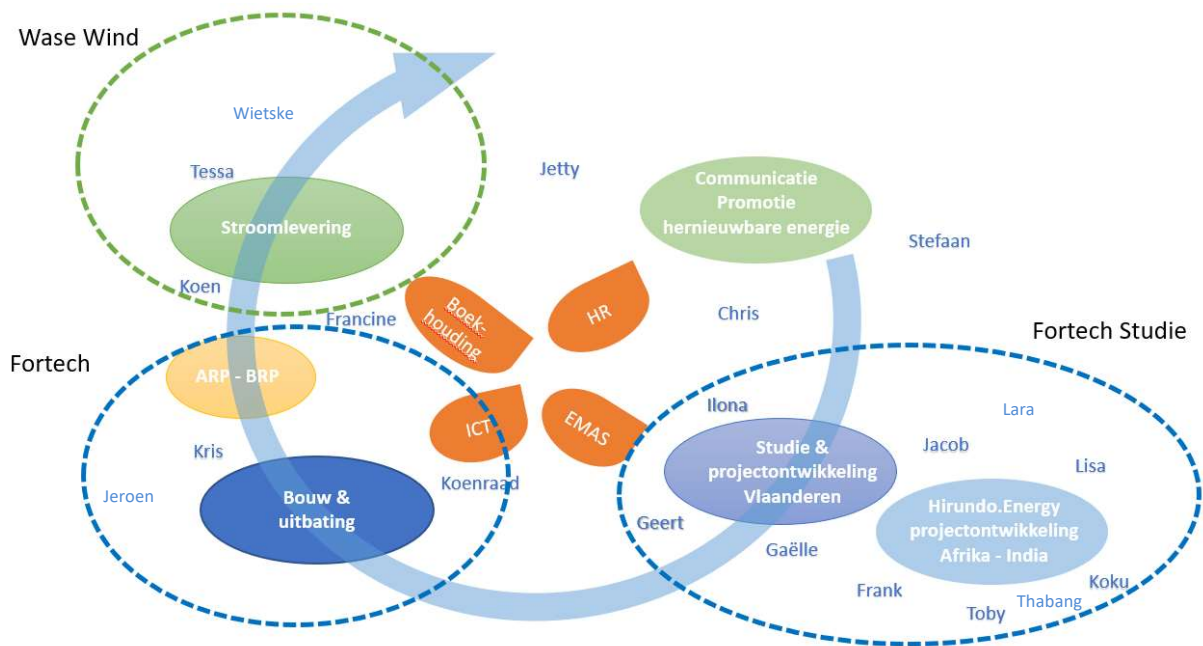 Wase Wind
Wietske
Tessa
Stroomlevering
Koen
Jetty
Communicatie
Promotie
hernieuwbare energie
Stefaan
Francine
Boek-
houding
HR
Chris
Fortech
ARP - BRP
Kris
Jeroen
Bouw &
uitbating
ICT
Koenraad
EMAS
Fortech Studie
Ilona
Lara
Studie &
projectontwikkeling
Vlaanderen
Jacob
Lisa
Geert
Gaëlle
Hirundo.Energy
projectontwikkeling
Afrika - India
Frank
Koku
Thabang
Toby